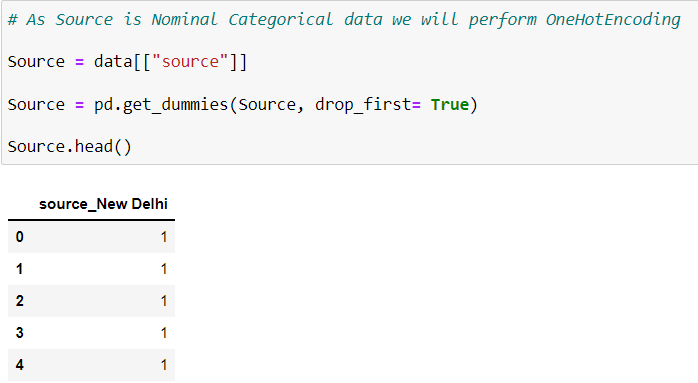 # As Source is Nominal Categorical data we will perform OneHotEncoding
Source = data[["source"]]
Source = pd.get_dummies(Source, drop_first= True)
Source.head()
source_New Delhi
0 1
1 1
2 1
3 1
4 1